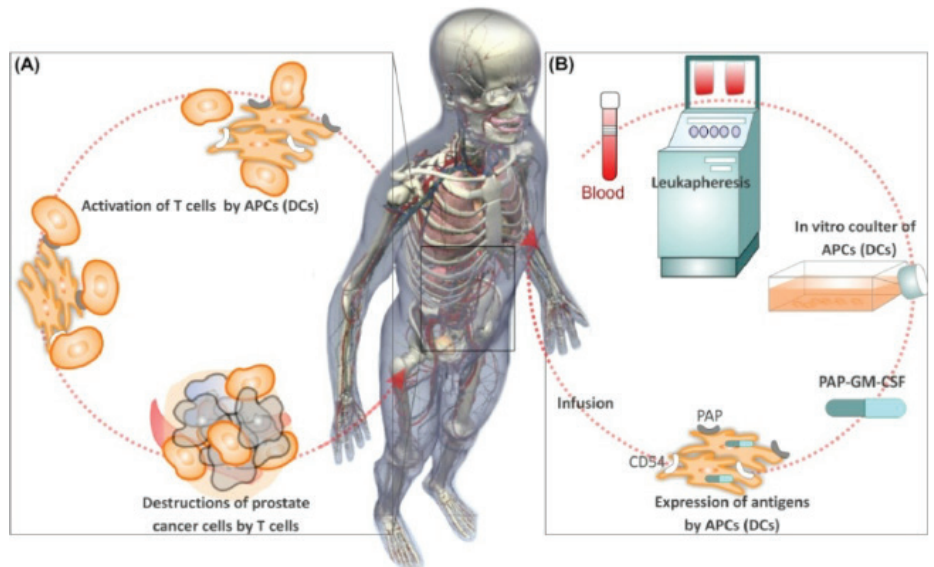 (A)
Activation of T cells by APCs (DCs)
Destructions of prostate
cancer cells by T cells
(B)
Blood
Leukapheresis
In vitro coulter of
APCs (DCs)
PAP-GM-CSF
Infusion
PAP
CD54
Expression of antigens
by APCs (DCs)